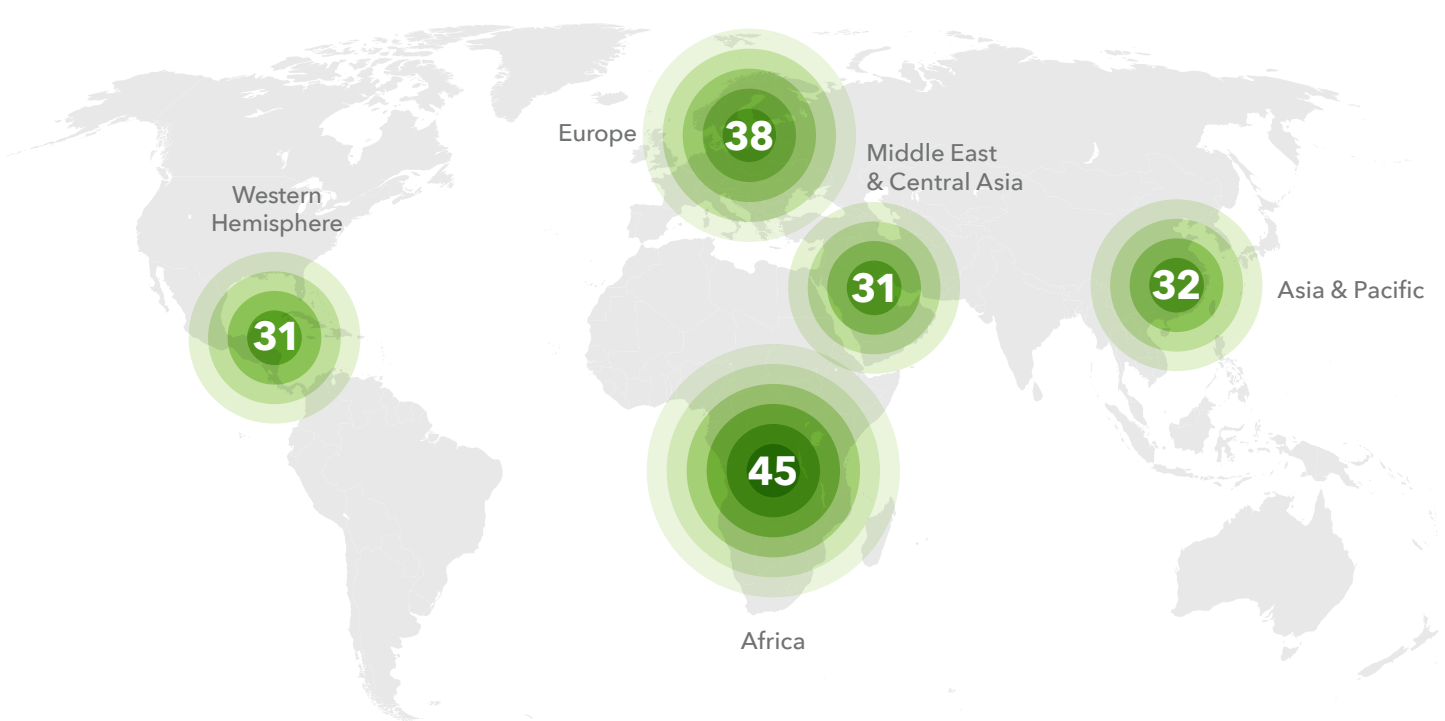 Europe
38
Middle East
& Central Asia
Western
Hemisphere
31
31
32
Asia & Pacific
45
Africa